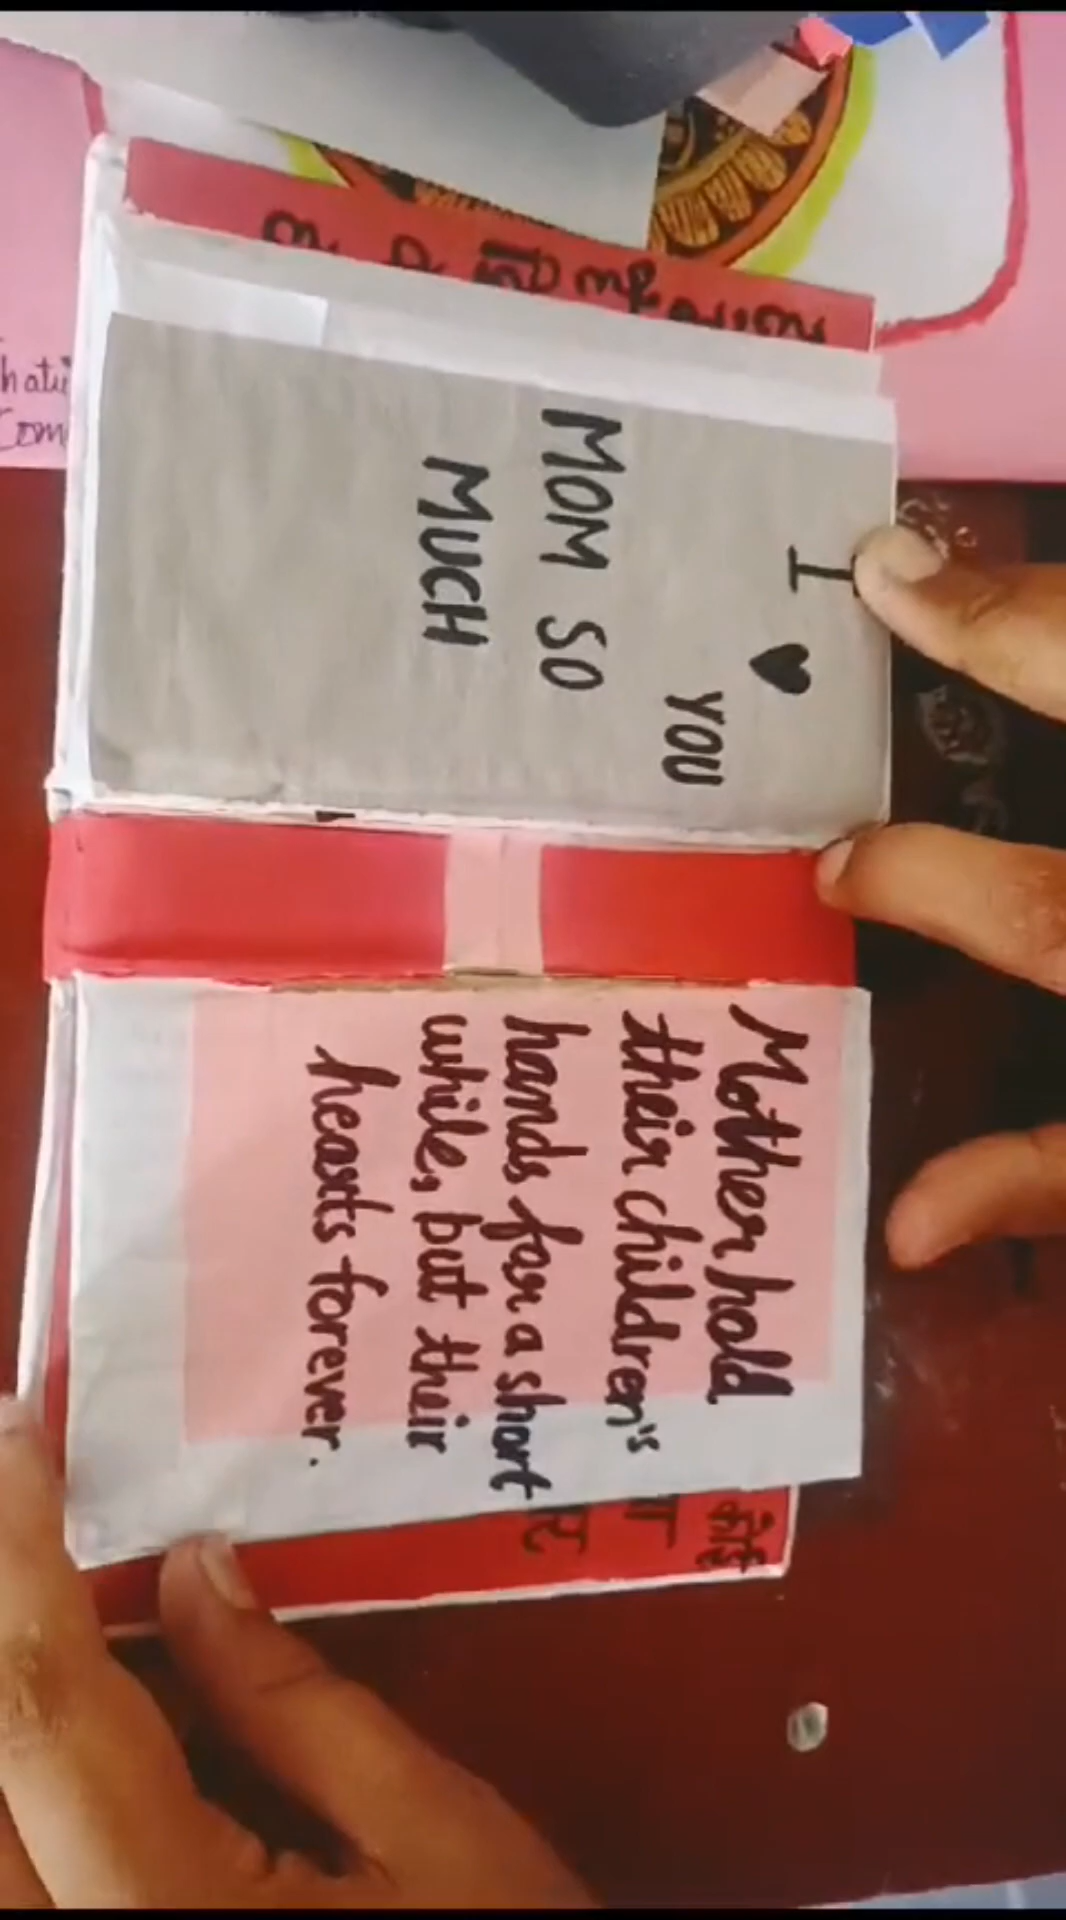 I
♥
YOU
MOM SO
MUCH
Mother hold
their children's
hands for a short
while, but their
hearts forever.